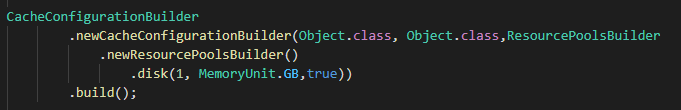 CacheConfigurationBuilder
.newCacheConfigurationBuilder(Object.class, Object.class,ResourcePoolsBuilder
.newResourcePoolsBuilder()
.disk(1, MemoryUnit.GB,true))
.build();